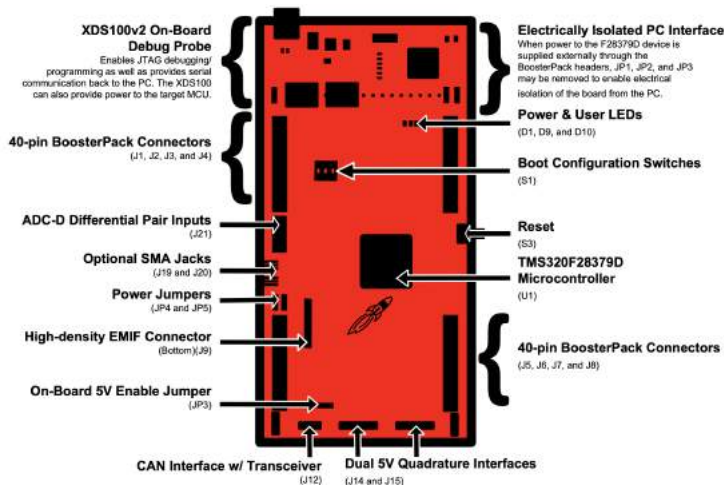 XDS100v2 On-Board
Debug Probe
Enables JTAG debugging/
programming as well as provides serial
communication back to the PC. The XDS100
can also provide power to the target MCU.
40-pin BoosterPack Connectors
(J1, J2, J3, and J4)
ADC-D Differential Pair Inputs
(J21)
Optional SMA Jacks
(J19 and J20)
Power Jumpers
(JP4 and JP5)
High-density EMIF Connector
(Bottom)(J9)
On-Board 5V Enable Jumper
(JP3)
CAN Interface w/ Transceiver
(J12)
Dual 5V Quadrature Interfaces
(J14 and J15)
Electrically Isolated PC Interface
When power to the F28379D device is
supplied externally through the
BoosterPack headers, JP1, JP2, and JP3
may be removed to enable electrical
isolation of the board from the PC.
Power & User LEDs
(D1, D9, and D10)
Boot Configuration Switches
(S1)
Reset
(S3)
TMS320F28379D
Microcontroller
(U1)
40-pin BoosterPack Connectors
(J5, J6, J7, and J8)